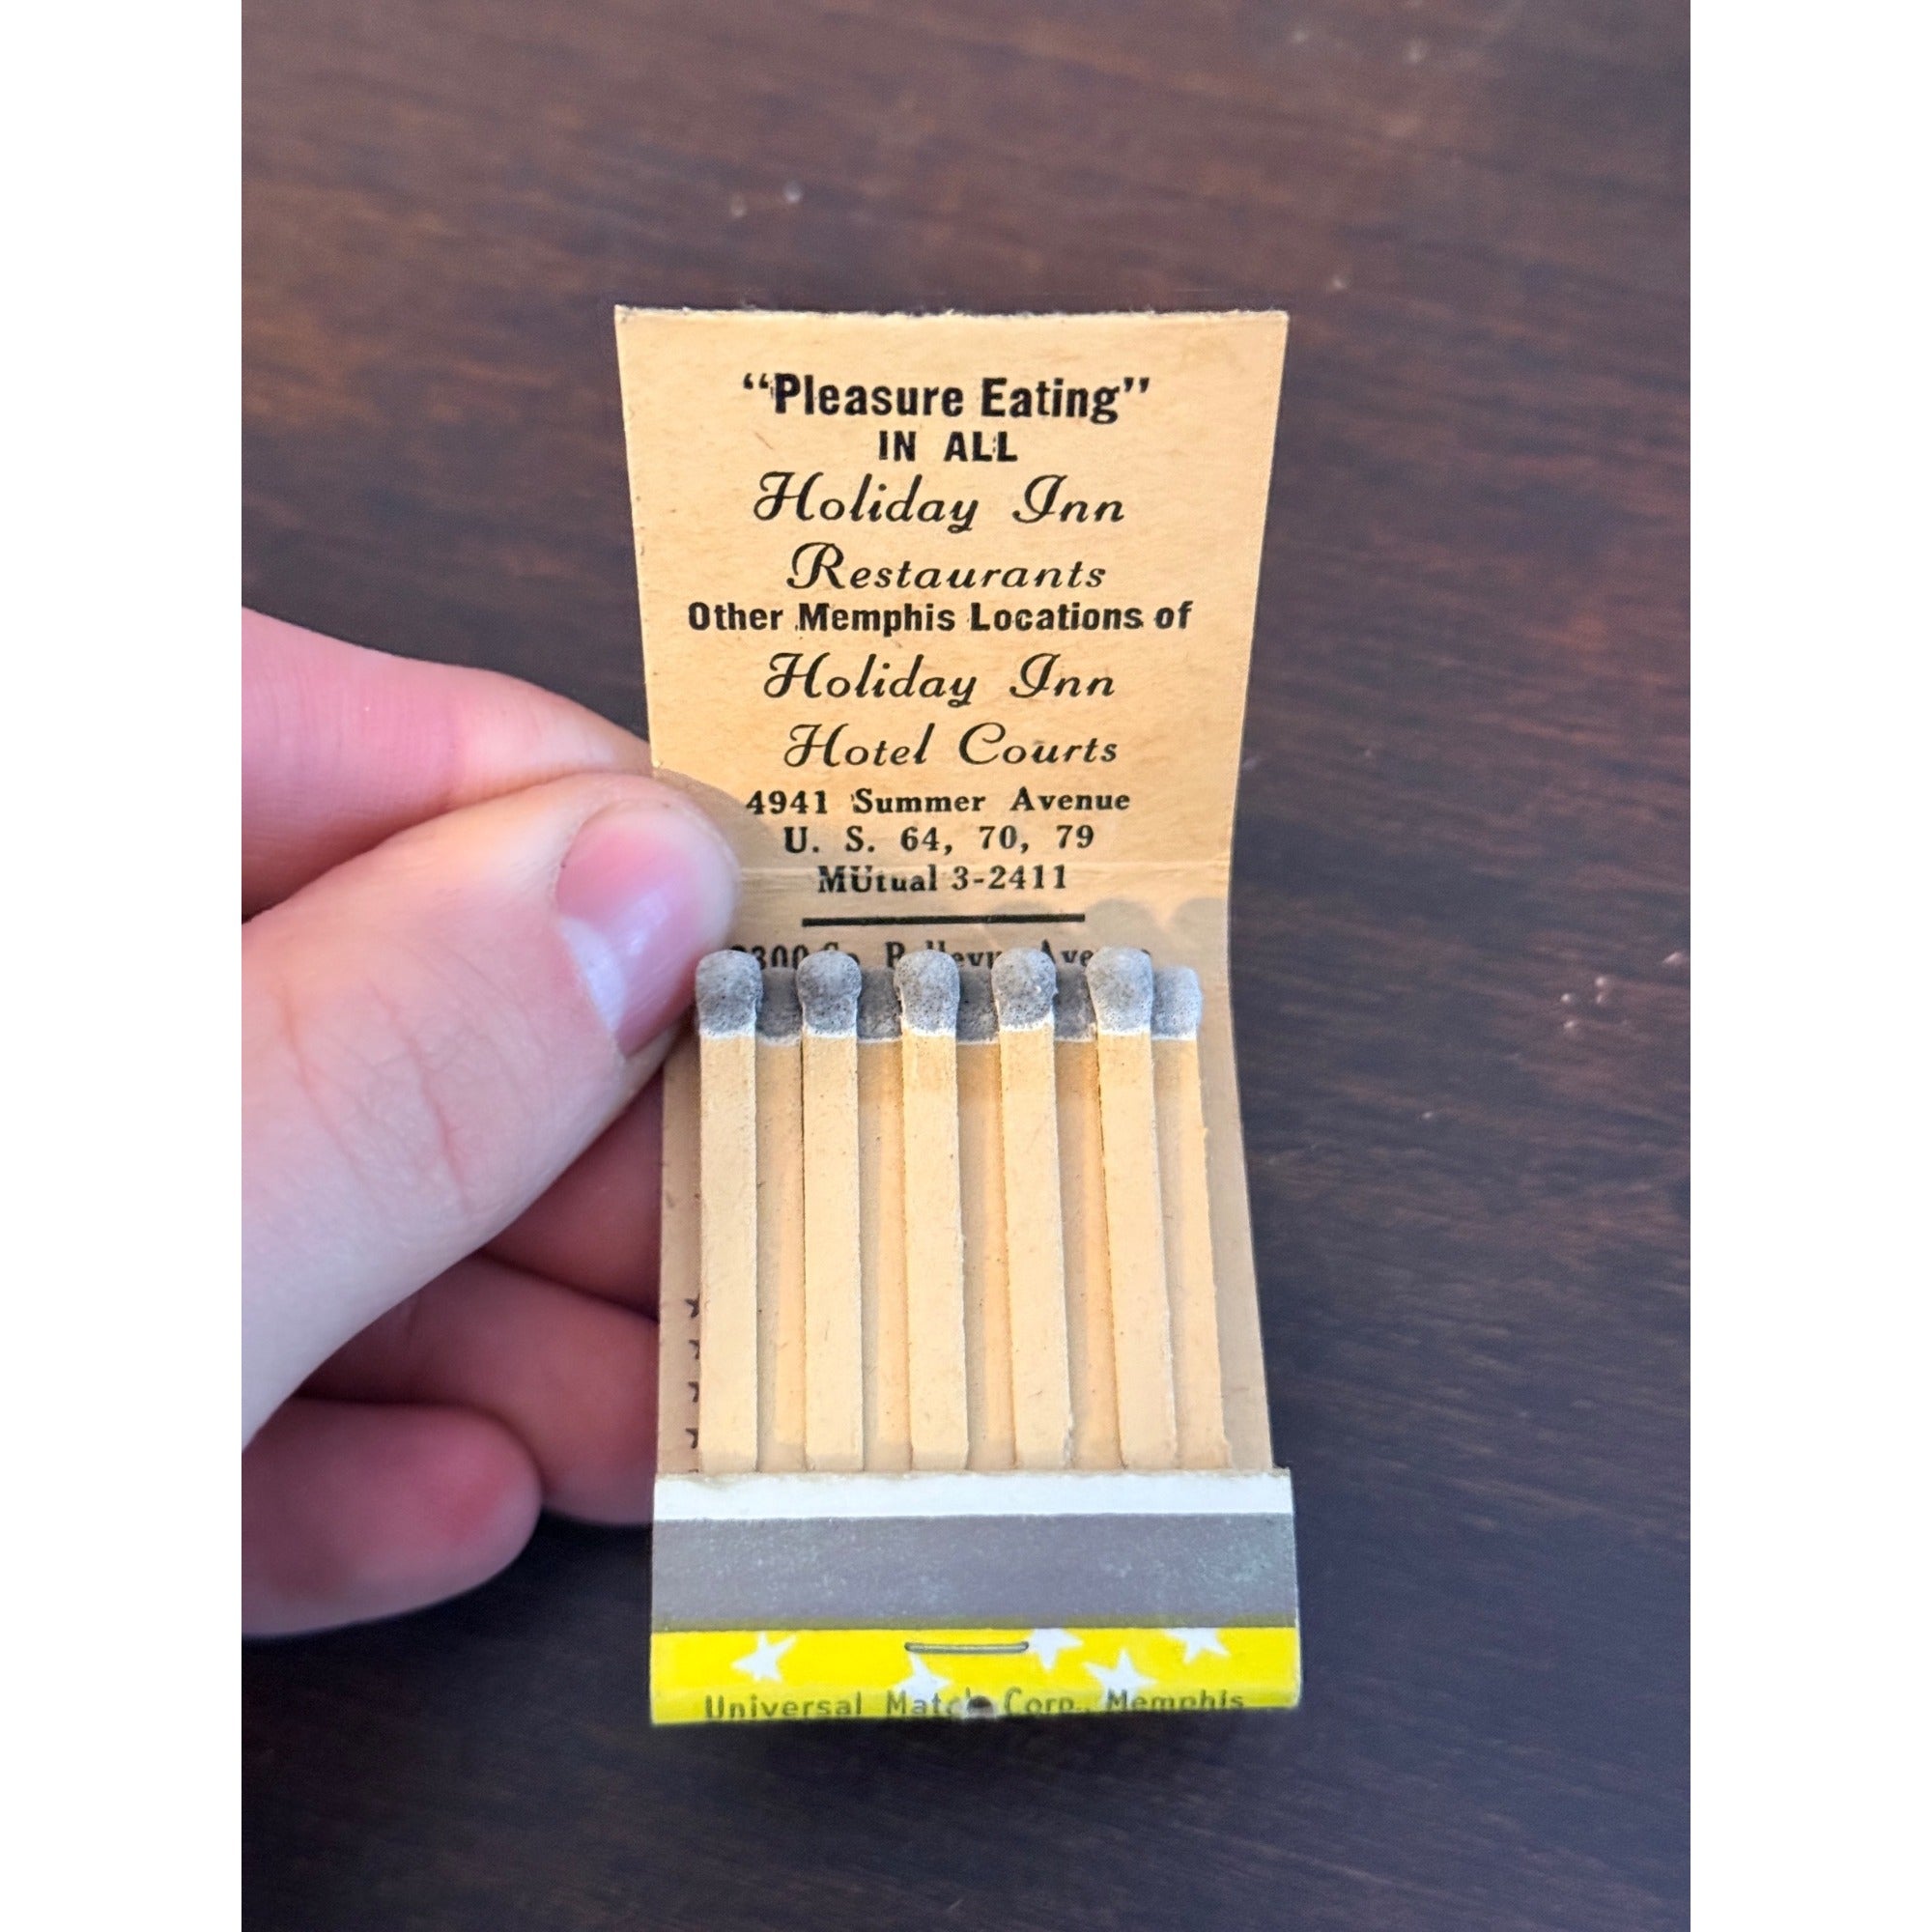 “Pleasure Eating”
IN ALL
Holiday Inn
Restaurants
Other Memphis Locations of
Holiday Inn
Hotel Courts
4941 Summer Avenue
U. S. 64, 70, 79
MUtual 3-2411
Universal Match Corp., Memphis